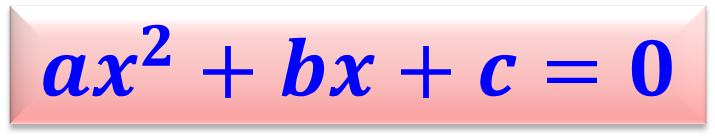 ax² + bx + c = 0